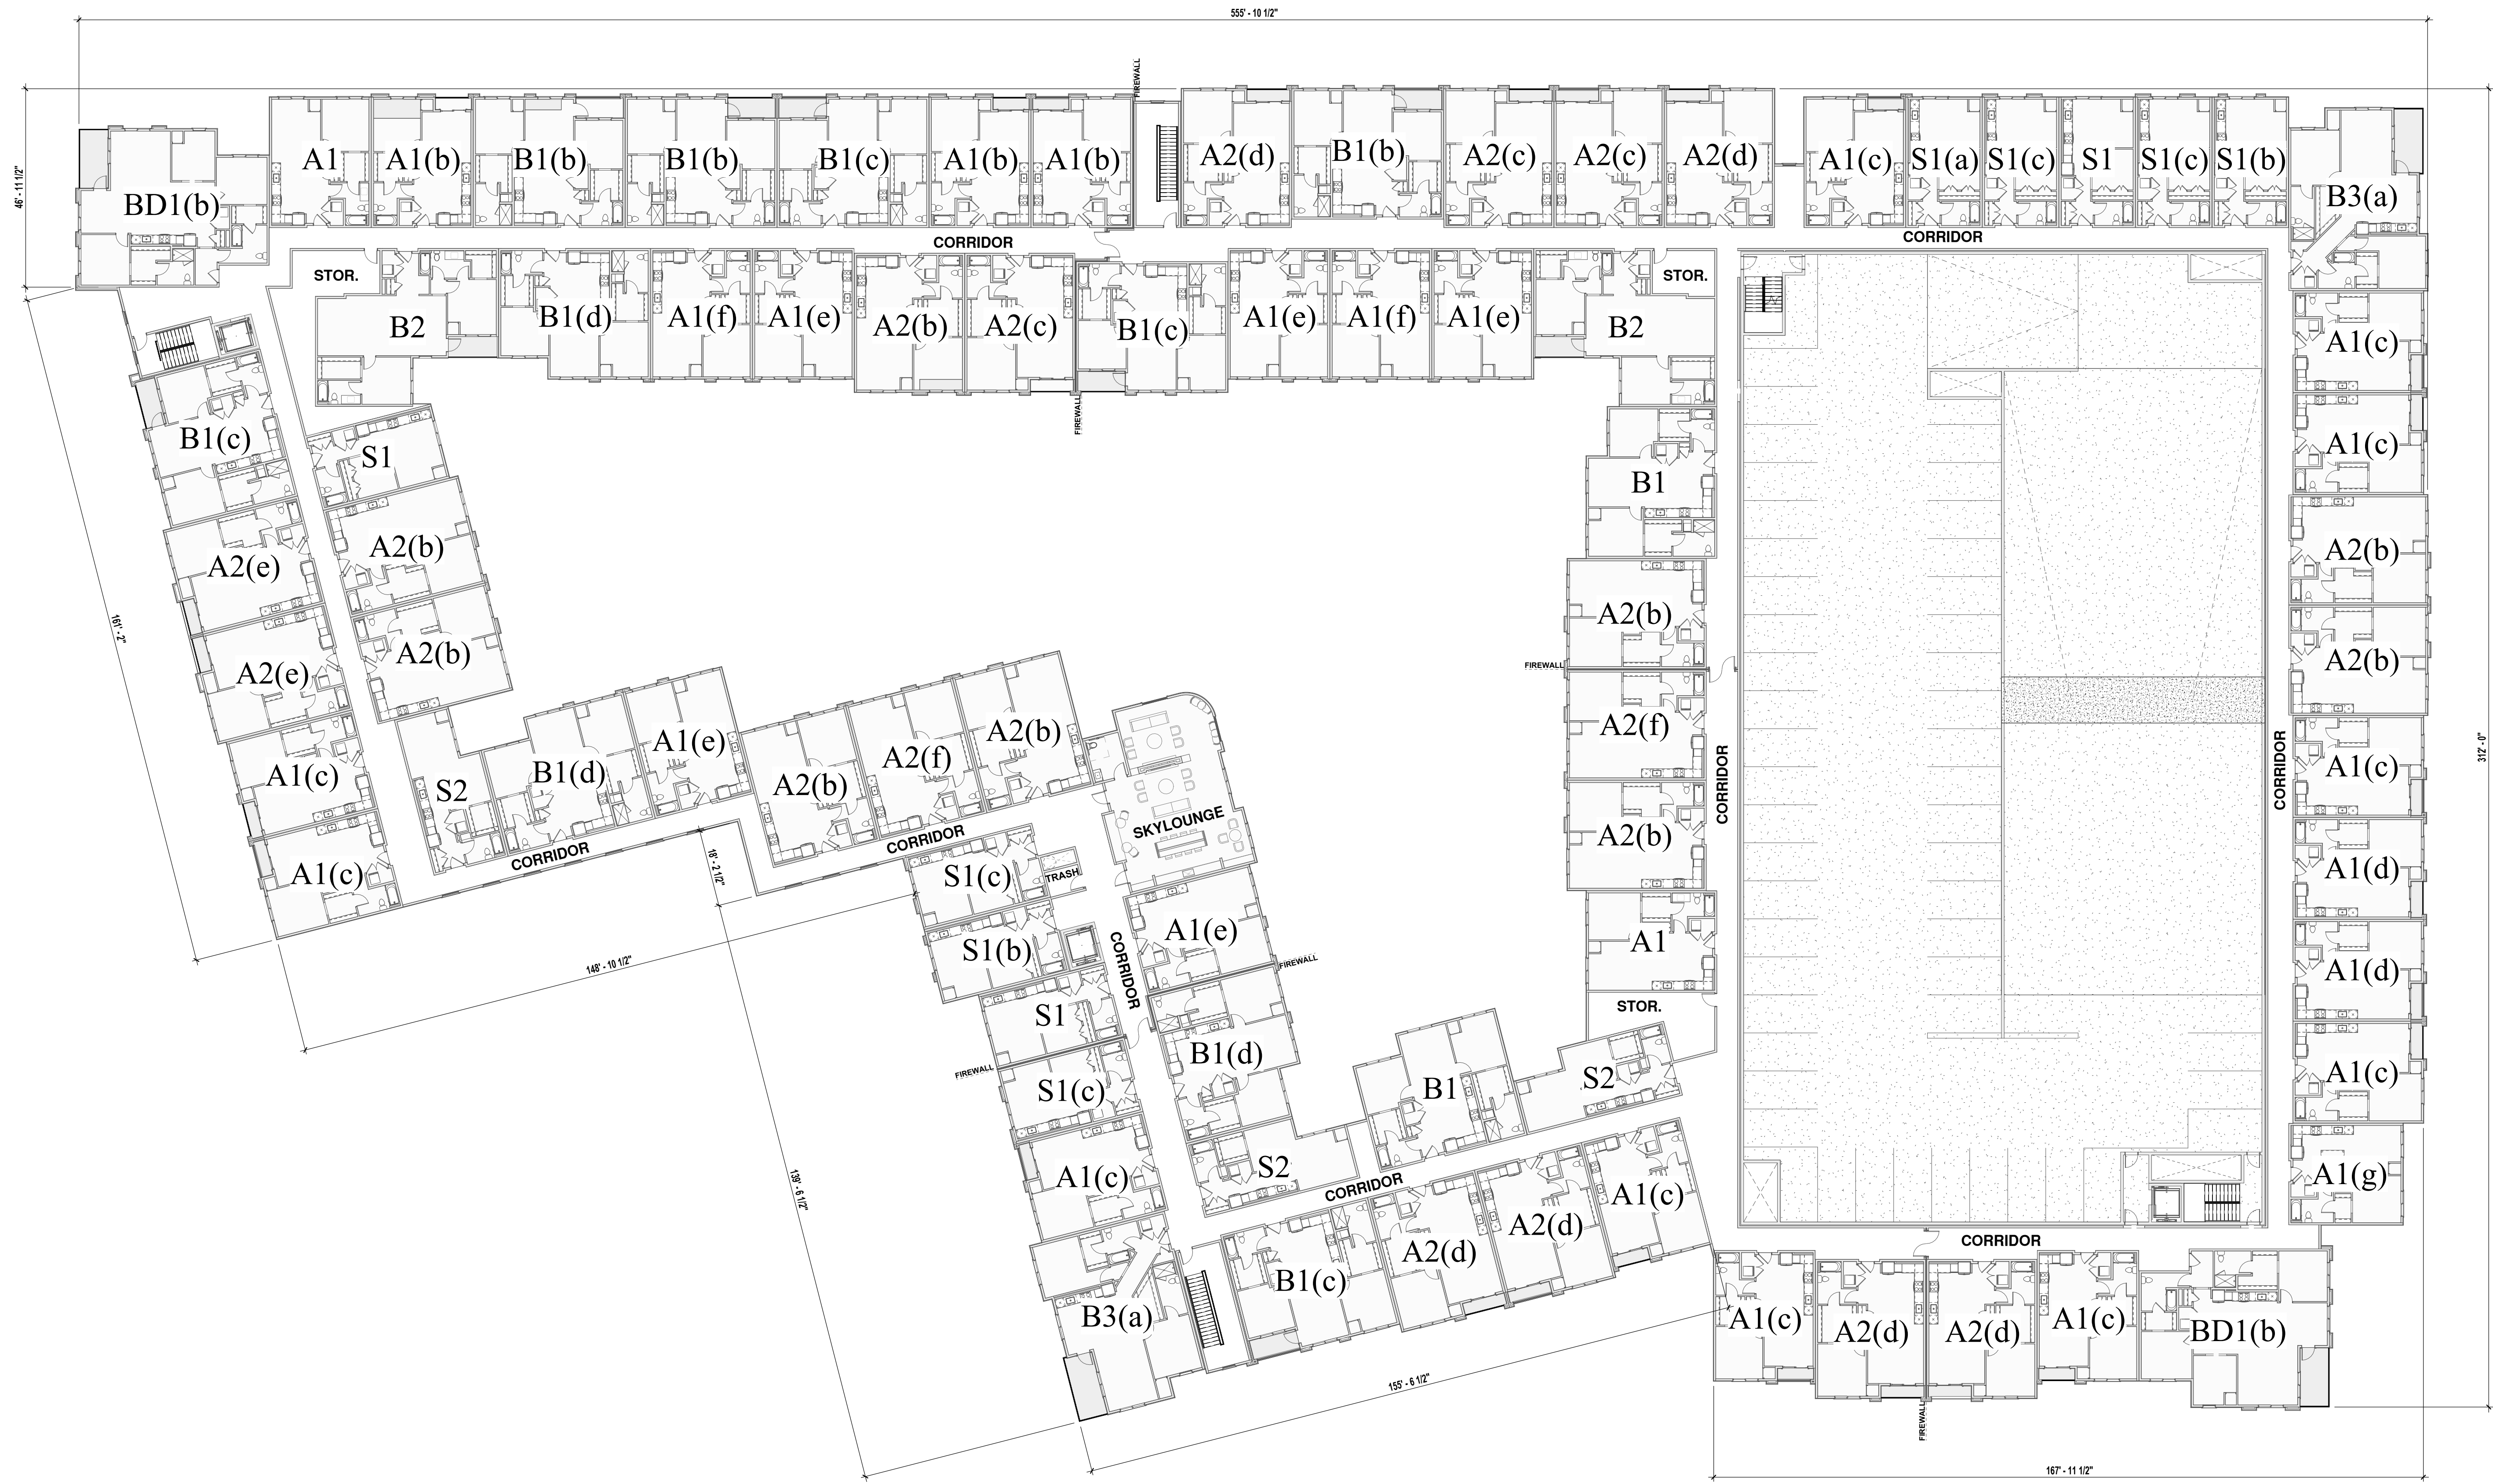 555' - 10 1/2"
FIREWALL
46' - 11 1/2"
BD1(b)
A1
A1(b)
B1(b)
B1(b)
B1(c)
A1(b)
A1(b)
A2(d)
B1(b)
A2(c)
A2(c)
A2(d)
A1(c)
S1(a)
S1(c)
S1
S1(c)
S1(b)
B3(a)
CORRIDOR
CORRIDOR
STOR.
B2
B1(d)
A1(f)
A1(e)
A2(b)
A2(c)
B1(c)
A1(e)
A1(f)
A1(e)
STOR.
B2
FIREWALL
A1(c)
A1(c)
A2(b)
A2(b)
A1(c)
A1(d)
A1(d)
A1(c)
A1(g)
CORRIDOR
312' - 0"
B1(c)
S1
A2(e)
A2(b)
A2(e)
A2(b)
A1(c)
A1(c)
161' - 2"
S2
B1(d)
A1(e)
A2(b)
A2(f)
A2(b)
CORRIDOR
CORRIDOR
SKYLOUNGE
18' - 2 1/2"
148' - 10 1/2"
B1
A2(b)
FIREWALL
A2(f)
A2(b)
A1
STOR.
CORRIDOR
S1(c)
TRASH
S1(b)
CORRIDOR
A1(e)
FIREWALL
S1
B1(d)
FIREWALL
S1(c)
A1(c)
S2
B1
S2
CORRIDOR
139' - 6 1/2"
B3(a)
B1(c)
A2(d)
A2(d)
A1(c)
155' - 6 1/2"
CORRIDOR
A1(c)
A2(d)
A2(d)
A1(c)
BD1(b)
FIREWALL
167' - 11 1/2"